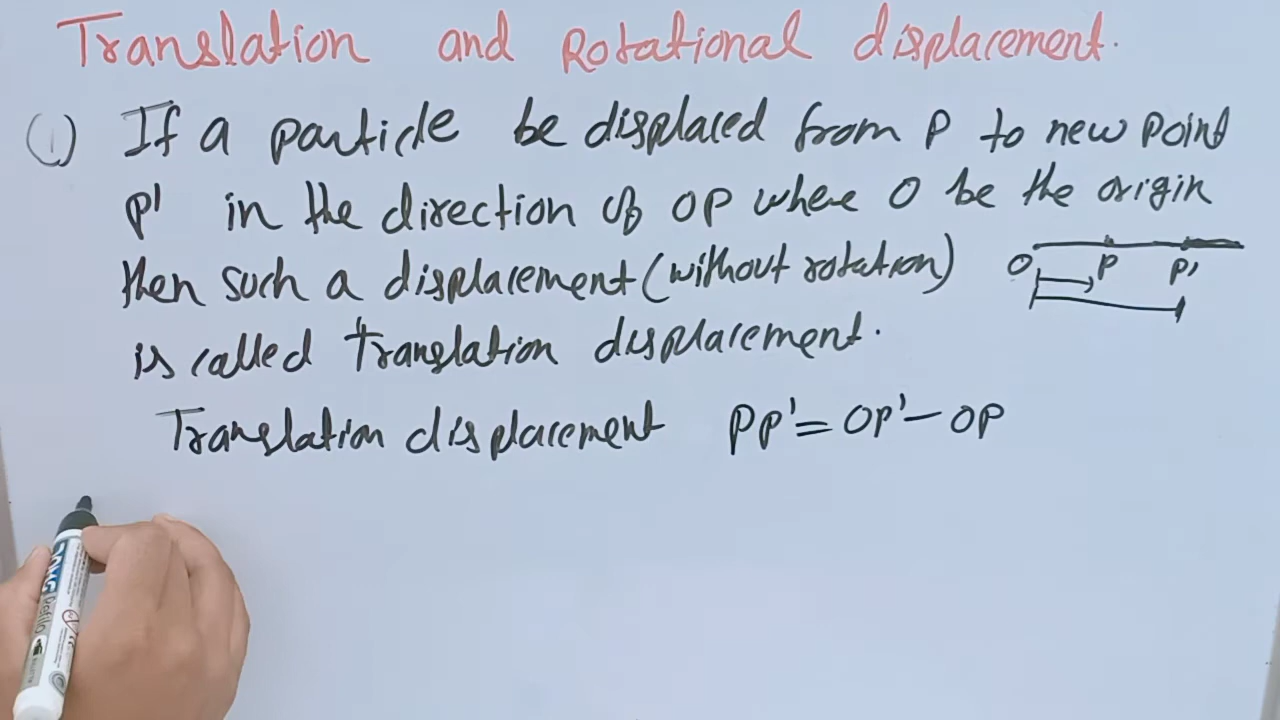 Translation and Rotational displacement.
(1) If a particle be displaced from P to new point
P' in the direction of OP where O be the origin
then such a displacement (without rotation)
O P P'
is called translation displacement.
Translation displacement PP' = OP' - OP